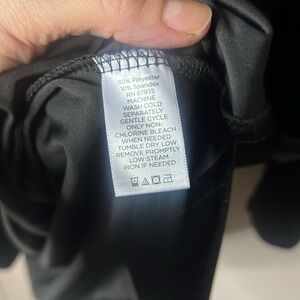 90% Polyester
10% Spandex
RN 87935
MACHINE
WASH COLD
SEPARATELY
GENTLE CYCLE
ONLY NON-
CHLORINE BLEACH
WHEN NEEDED
TUMBLE DRY LOW
REMOVE PROMPTLY
LOW STEAM
IRON IF NEEDED